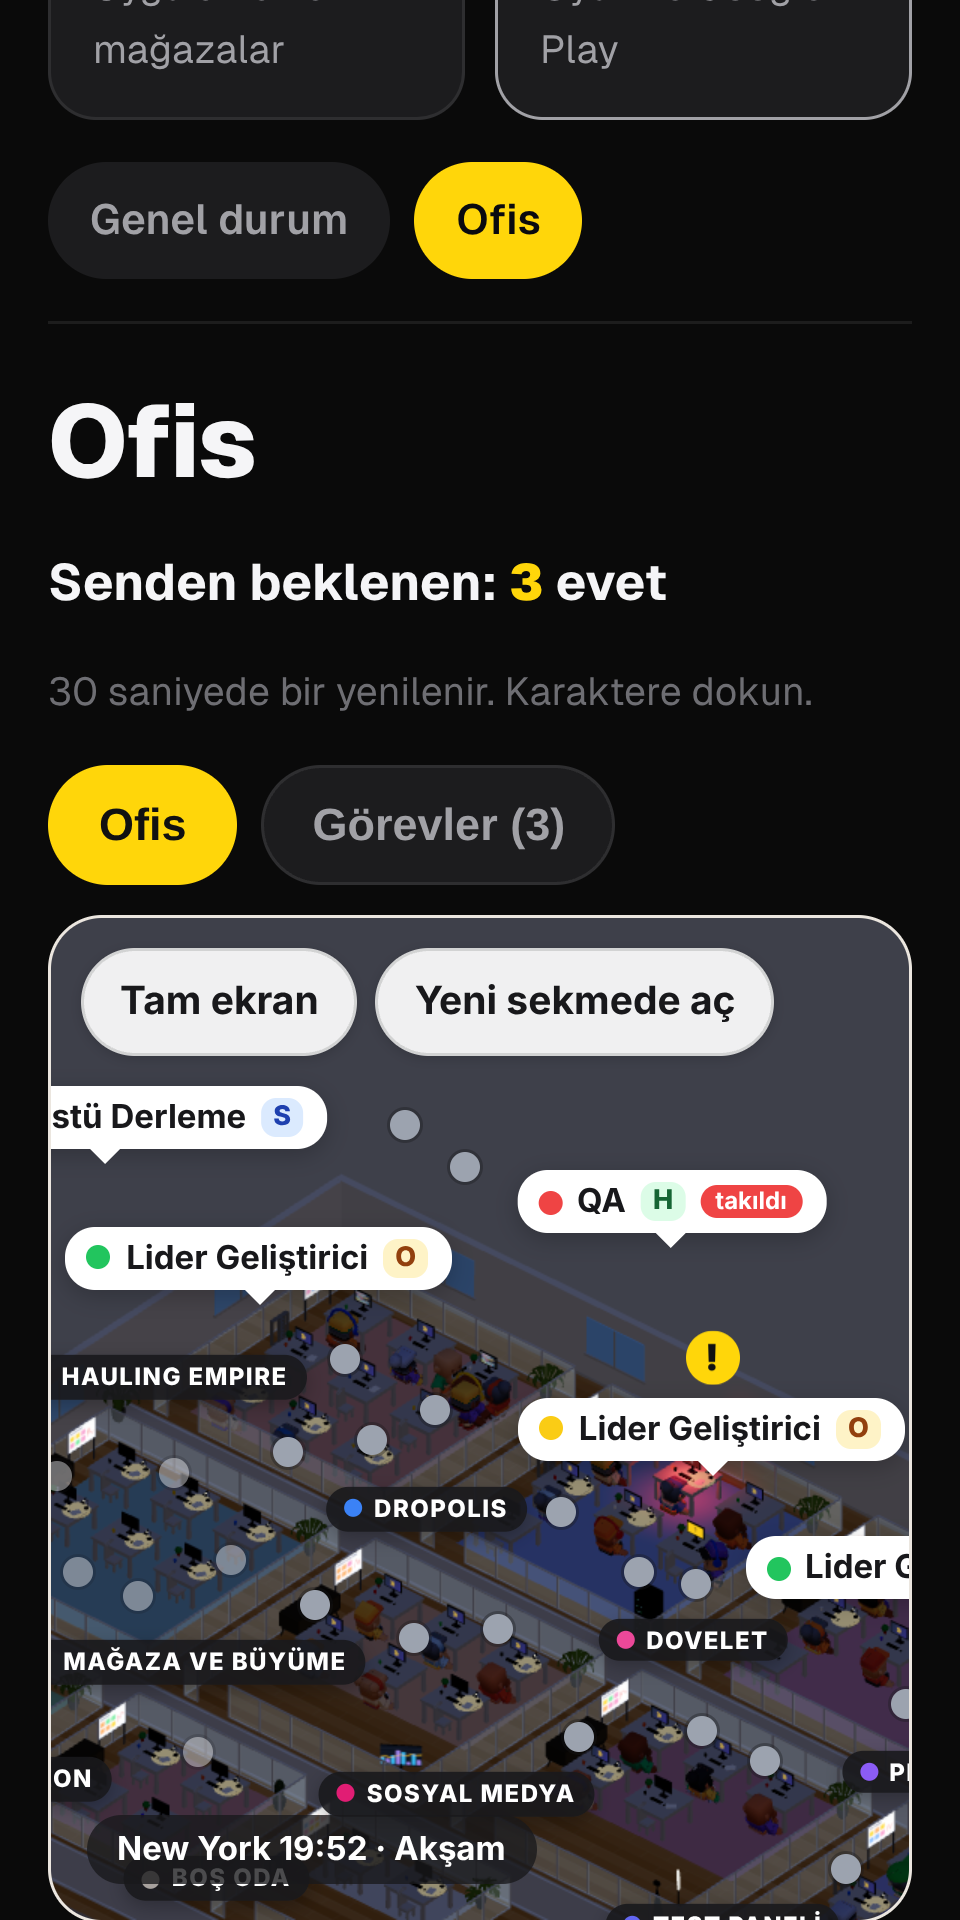 mağazalar
Play
Genel durum
Ofis
Ofis
Senden beklenen: 3 evet
30 saniyede bir yenilenir. Karaktere dokun.
Ofis
Görevler (3)
Tam ekran
Yeni sekmede aç
stü Derleme S
QA H takıldı
Lider Geliştirici O
!
HAULING EMPIRE
Lider Geliştirici O
DROPOLIS
Lider G
DOVELET
MAĞAZA VE BÜYÜME
ON
SOSYAL MEDYA
New York 19:52 · Akşam
BOŞ ODA
TEST PANELİ